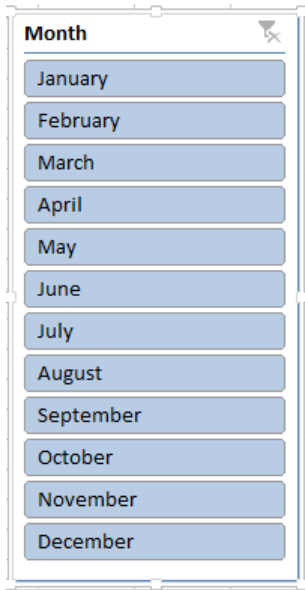 Month
January
February
March
April
May
June
July
August
September
October
November
December